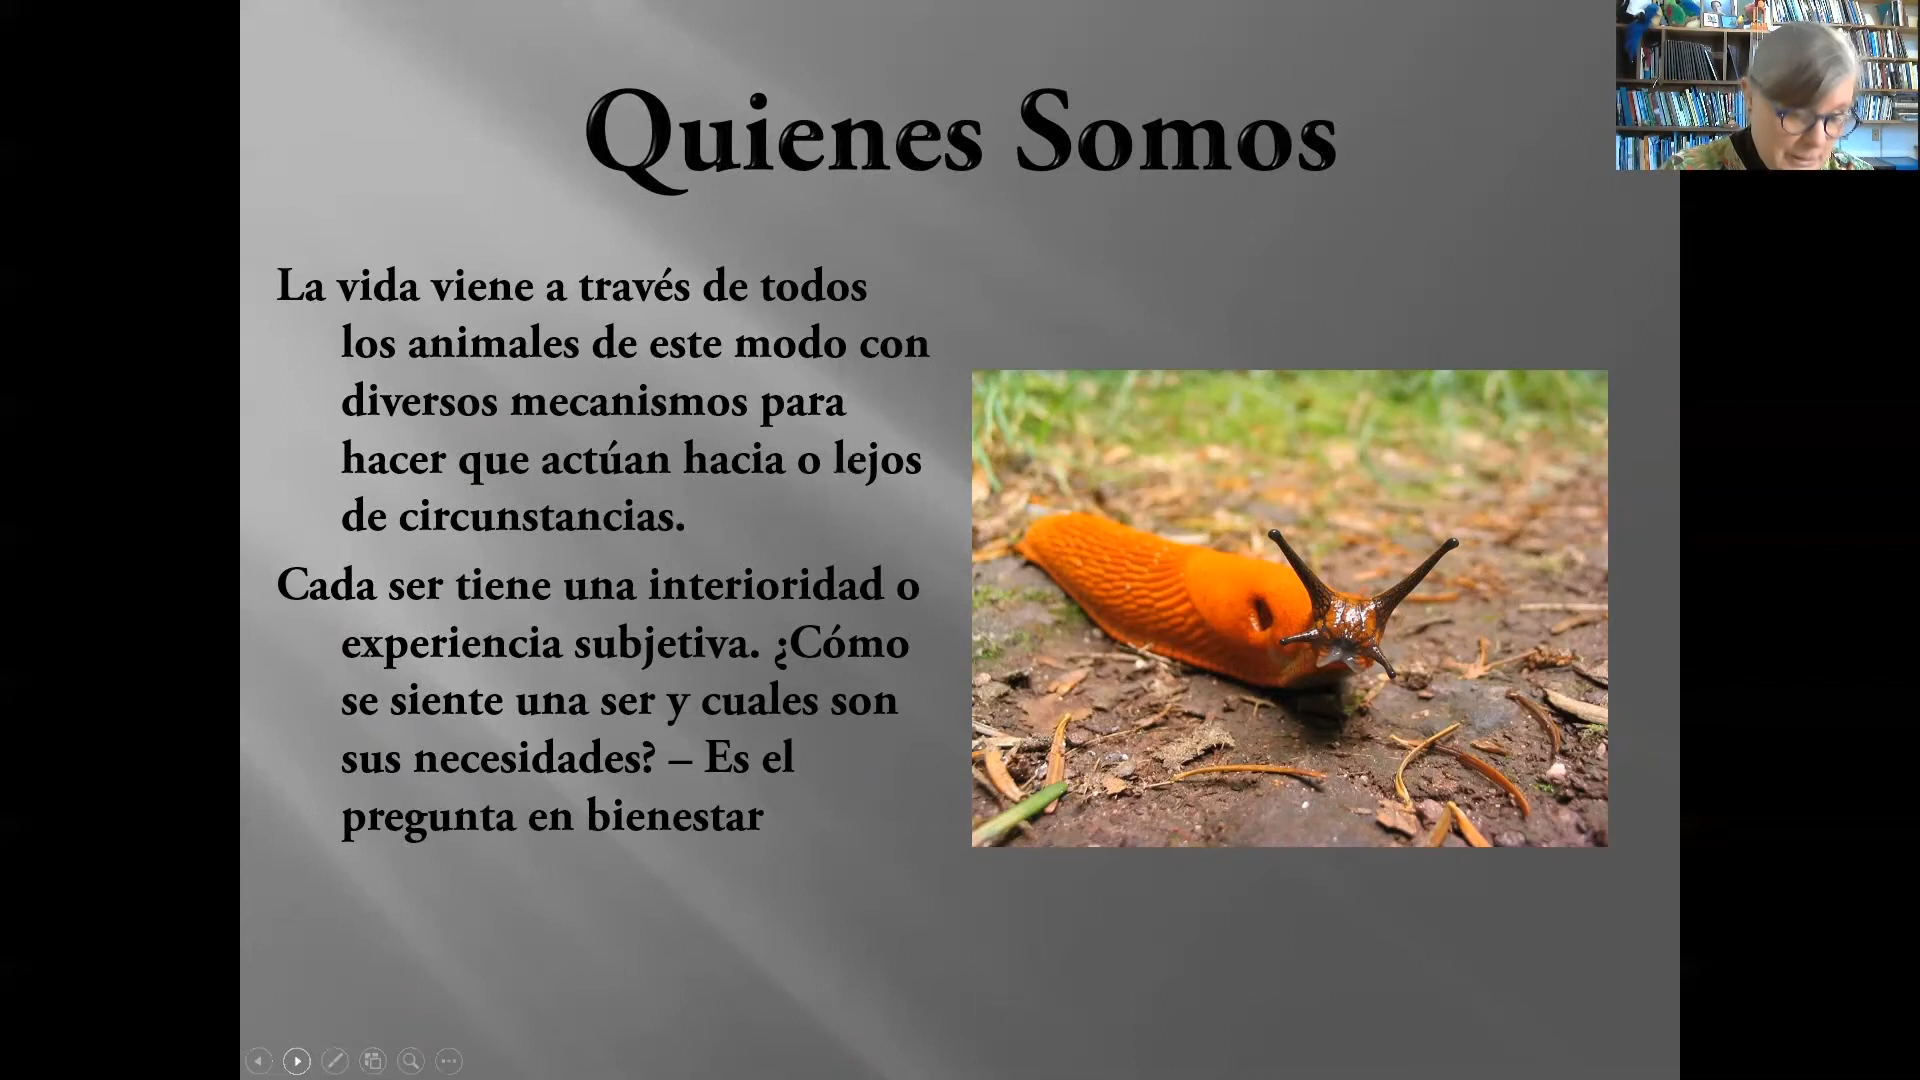 Quienes Somos
La vida viene a través de todos
los animales de este modo con
diversos mecanismos para
hacer que actúan hacia o lejos
de circunstancias.
Cada ser tiene una interioridad o
experiencia subjetiva. ¿Cómo
se siente una ser y cuales son
sus necesidades? – Es el
pregunta en bienestar